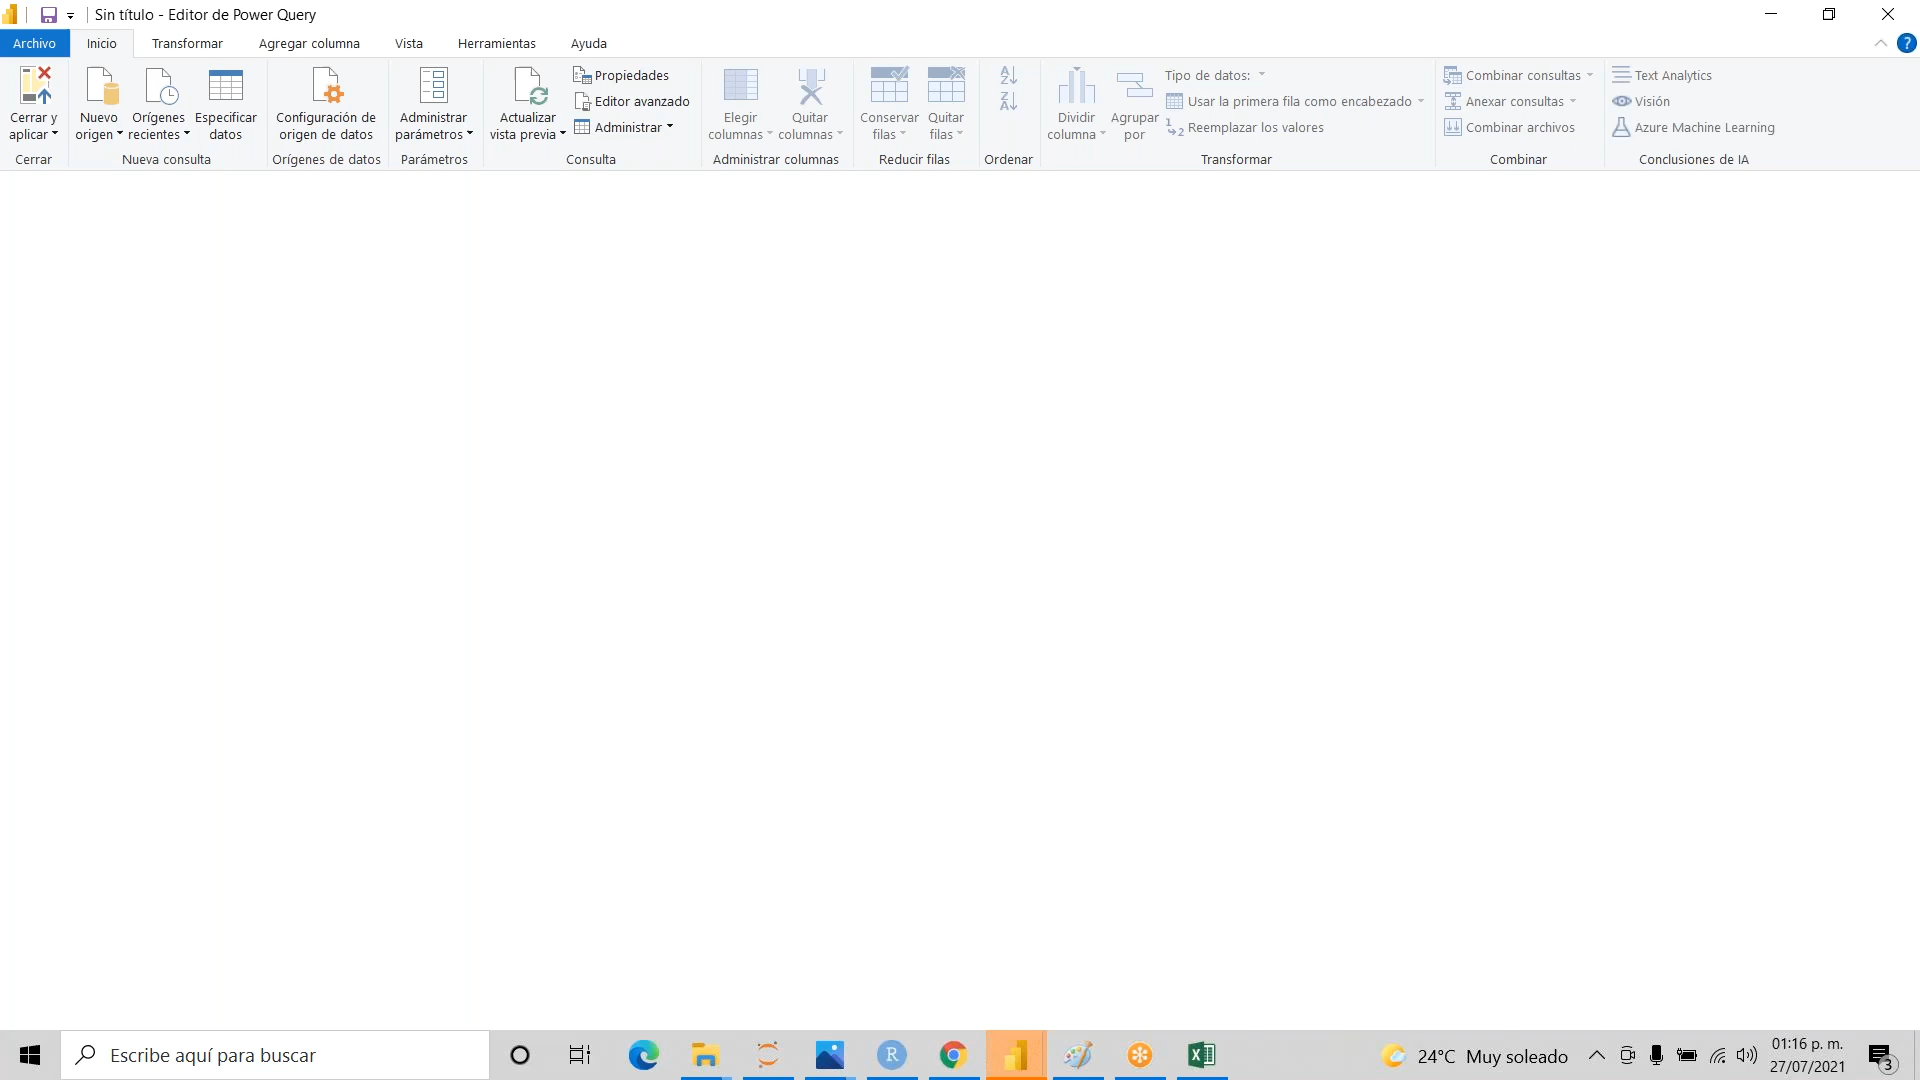 Sin título - Editor de Power Query
Archivo Inicio Transformar Agregar columna Vista Herramientas Ayuda
Cerrar y aplicar
Cerrar
Nuevo origen
Orígenes recientes
Especificar datos
Nueva consulta
Configuración de origen de datos
Orígenes de datos
Administrar parámetros
Parámetros
Actualizar vista previa
Propiedades
Editor avanzado
Administrar
Consulta
Elegir columnas
Quitar columnas
Administrar columnas
Conservar filas
Quitar filas
Reducir filas
Ordenar
Dividir columna
Agrupar por
Tipo de datos:
Usar la primera fila como encabezado
Reemplazar los valores
Transformar
Combinar consultas
Anexar consultas
Combinar archivos
Combinar
Text Analytics
Visión
Azure Machine Learning
Conclusiones de IA
Escribe aquí para buscar
24°C Muy soleado
01:16 p. m.
27/07/2021
3